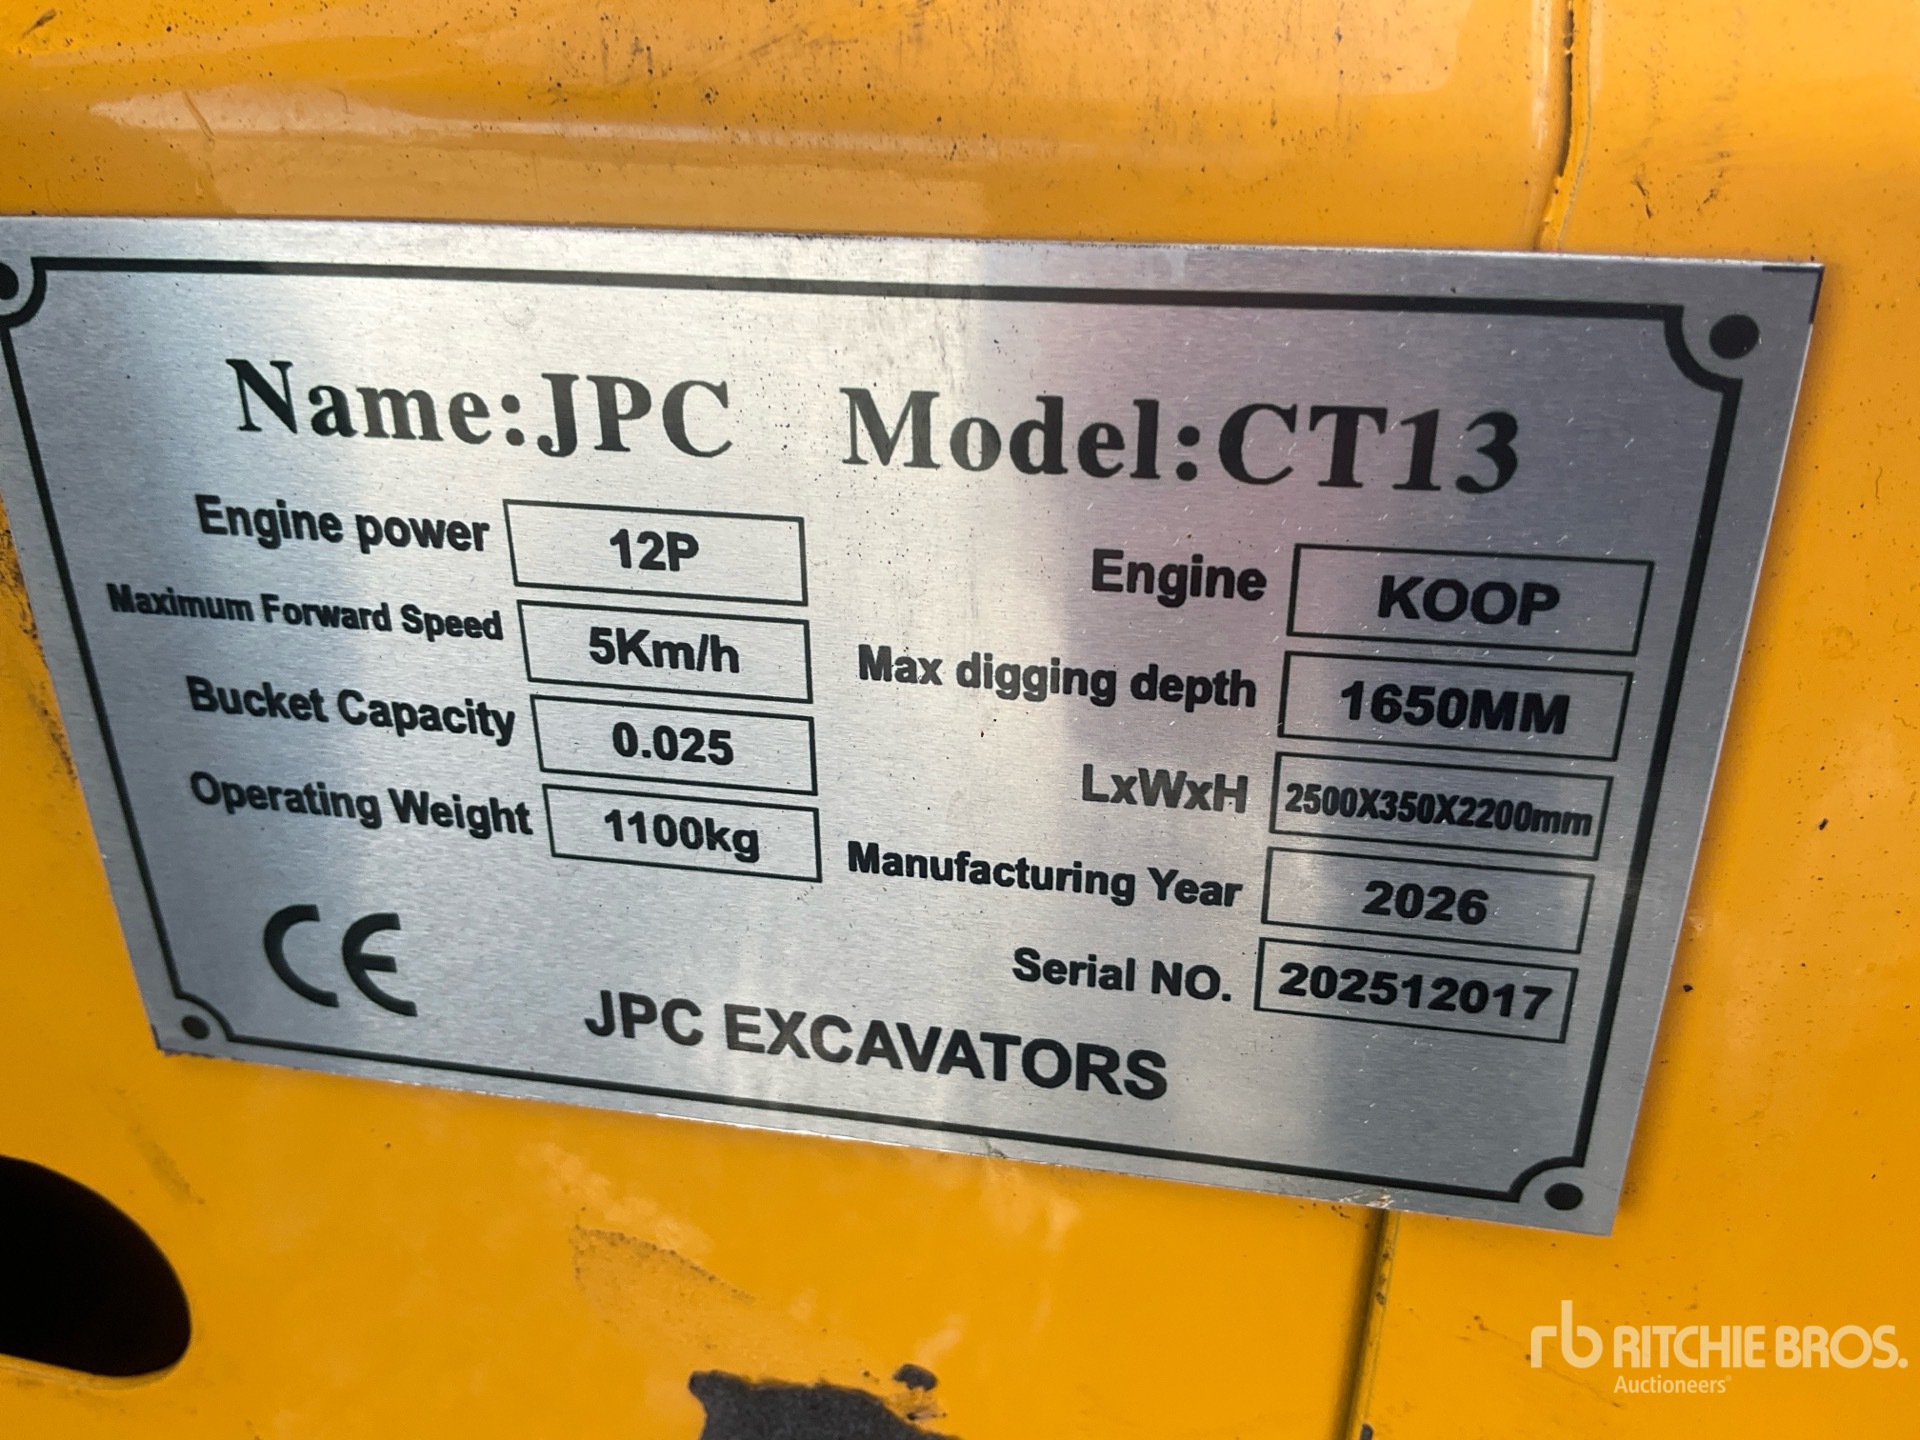 Name:JPC Model:CT13
Engine power 12P
Engine KOOP
Maximum Forward Speed 5Km/h
Max digging depth 1650MM
Bucket Capacity 0.025
LxWxH 2500X350X2200mm
Operating Weight 1100kg
Manufacturing Year 2026
Serial NO. 202512017
CE
JPC EXCAVATORS
rb RITCHIE BROS.
Auctioneers